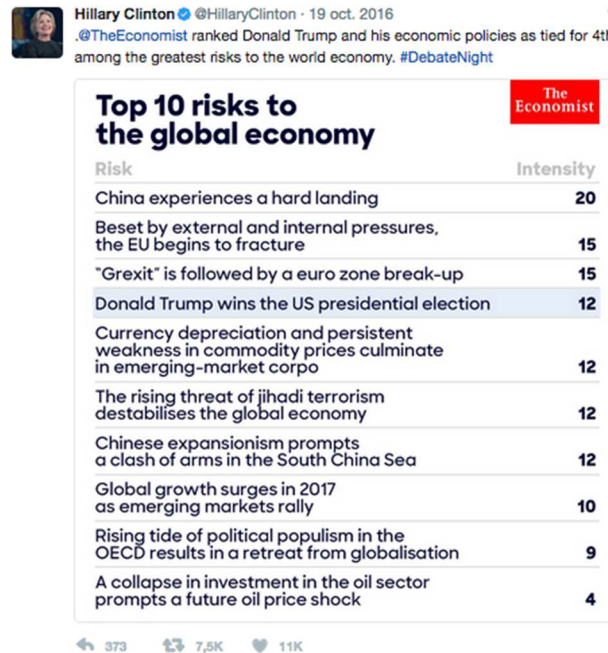 Hillary Clinton @HillaryClinton · 19 oct. 2016
.@TheEconomist ranked Donald Trump and his economic policies as tied for 4th
among the greatest risks to the world economy. #DebateNight
Top 10 risks to
the global economy
The
Economist
Risk Intensity
China experiences a hard landing 20
Beset by external and internal pressures,
the EU begins to fracture 15
"Grexit" is followed by a euro zone break-up 15
Donald Trump wins the US presidential election 12
Currency depreciation and persistent
weakness in commodity prices culminate
in emerging-market corpo 12
The rising threat of jihadi terrorism
destabilises the global economy 12
Chinese expansionism prompts
a clash of arms in the South China Sea 12
Global growth surges in 2017
as emerging markets rally 10
Rising tide of political populism in the
OECD results in a retreat from globalisation 9
A collapse in investment in the oil sector
prompts a future oil price shock 4
373 7,5K 11K